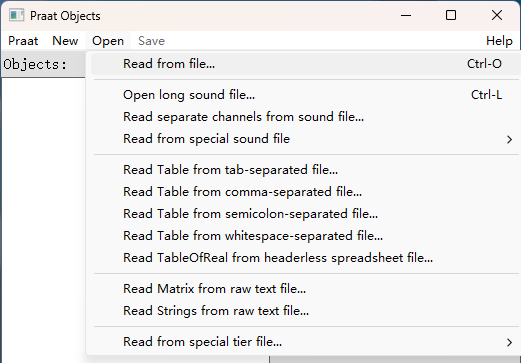 Praat Objects
Praat New Open Save Help
Objects:
Read from file... Ctrl-O
Open long sound file... Ctrl-L
Read separate channels from sound file...
Read from special sound file
Read Table from tab-separated file...
Read Table from comma-separated file...
Read Table from semicolon-separated file...
Read Table from whitespace-separated file...
Read TableOfReal from headerless spreadsheet file...
Read Matrix from raw text file...
Read Strings from raw text file...
Read from special tier file...